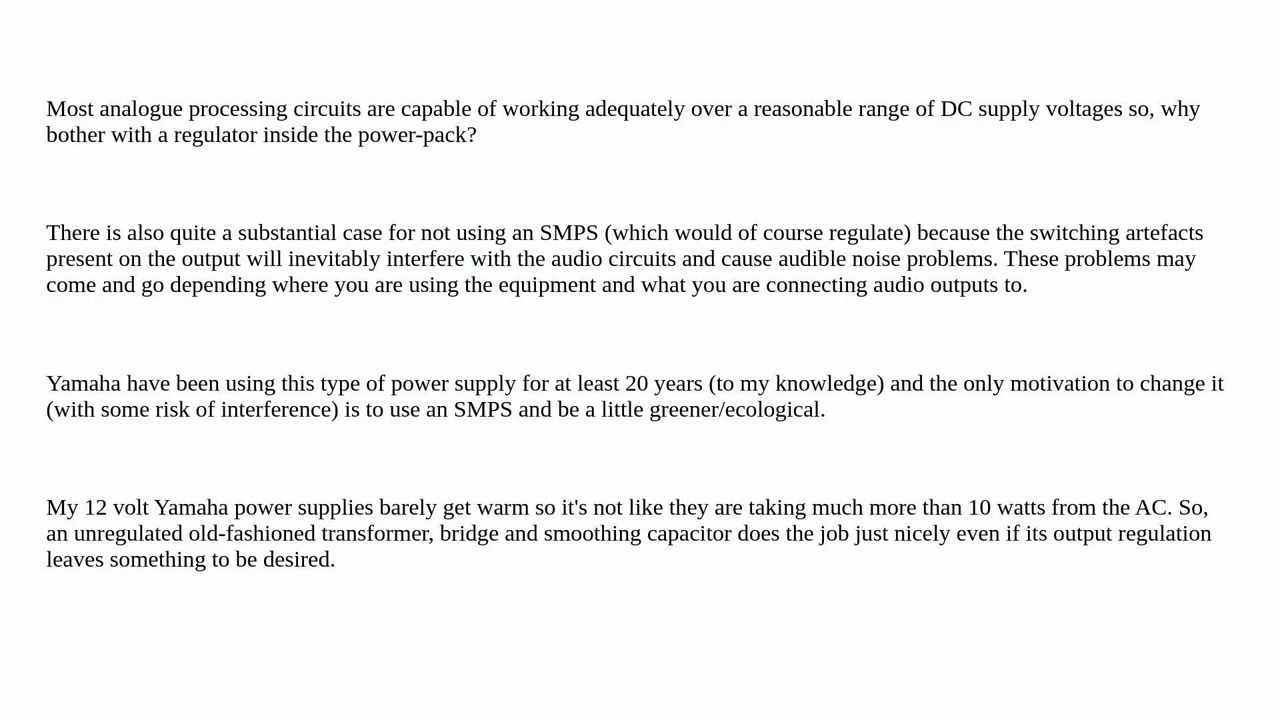 Most analogue processing circuits are capable of working adequately over a reasonable range of DC supply voltages so, why
bother with a regulator inside the power-pack?
There is also quite a substantial case for not using an SMPS (which would of course regulate) because the switching artefacts
present on the output will inevitably interfere with the audio circuits and cause audible noise problems. These problems may
come and go depending where you are using the equipment and what you are connecting audio outputs to.
Yamaha have been using this type of power supply for at least 20 years (to my knowledge) and the only motivation to change it
(with some risk of interference) is to use an SMPS and be a little greener/ecological.
My 12 volt Yamaha power supplies barely get warm so it's not like they are taking much more than 10 watts from the AC. So,
an unregulated old-fashioned transformer, bridge and smoothing capacitor does the job just nicely even if its output regulation
leaves something to be desired.